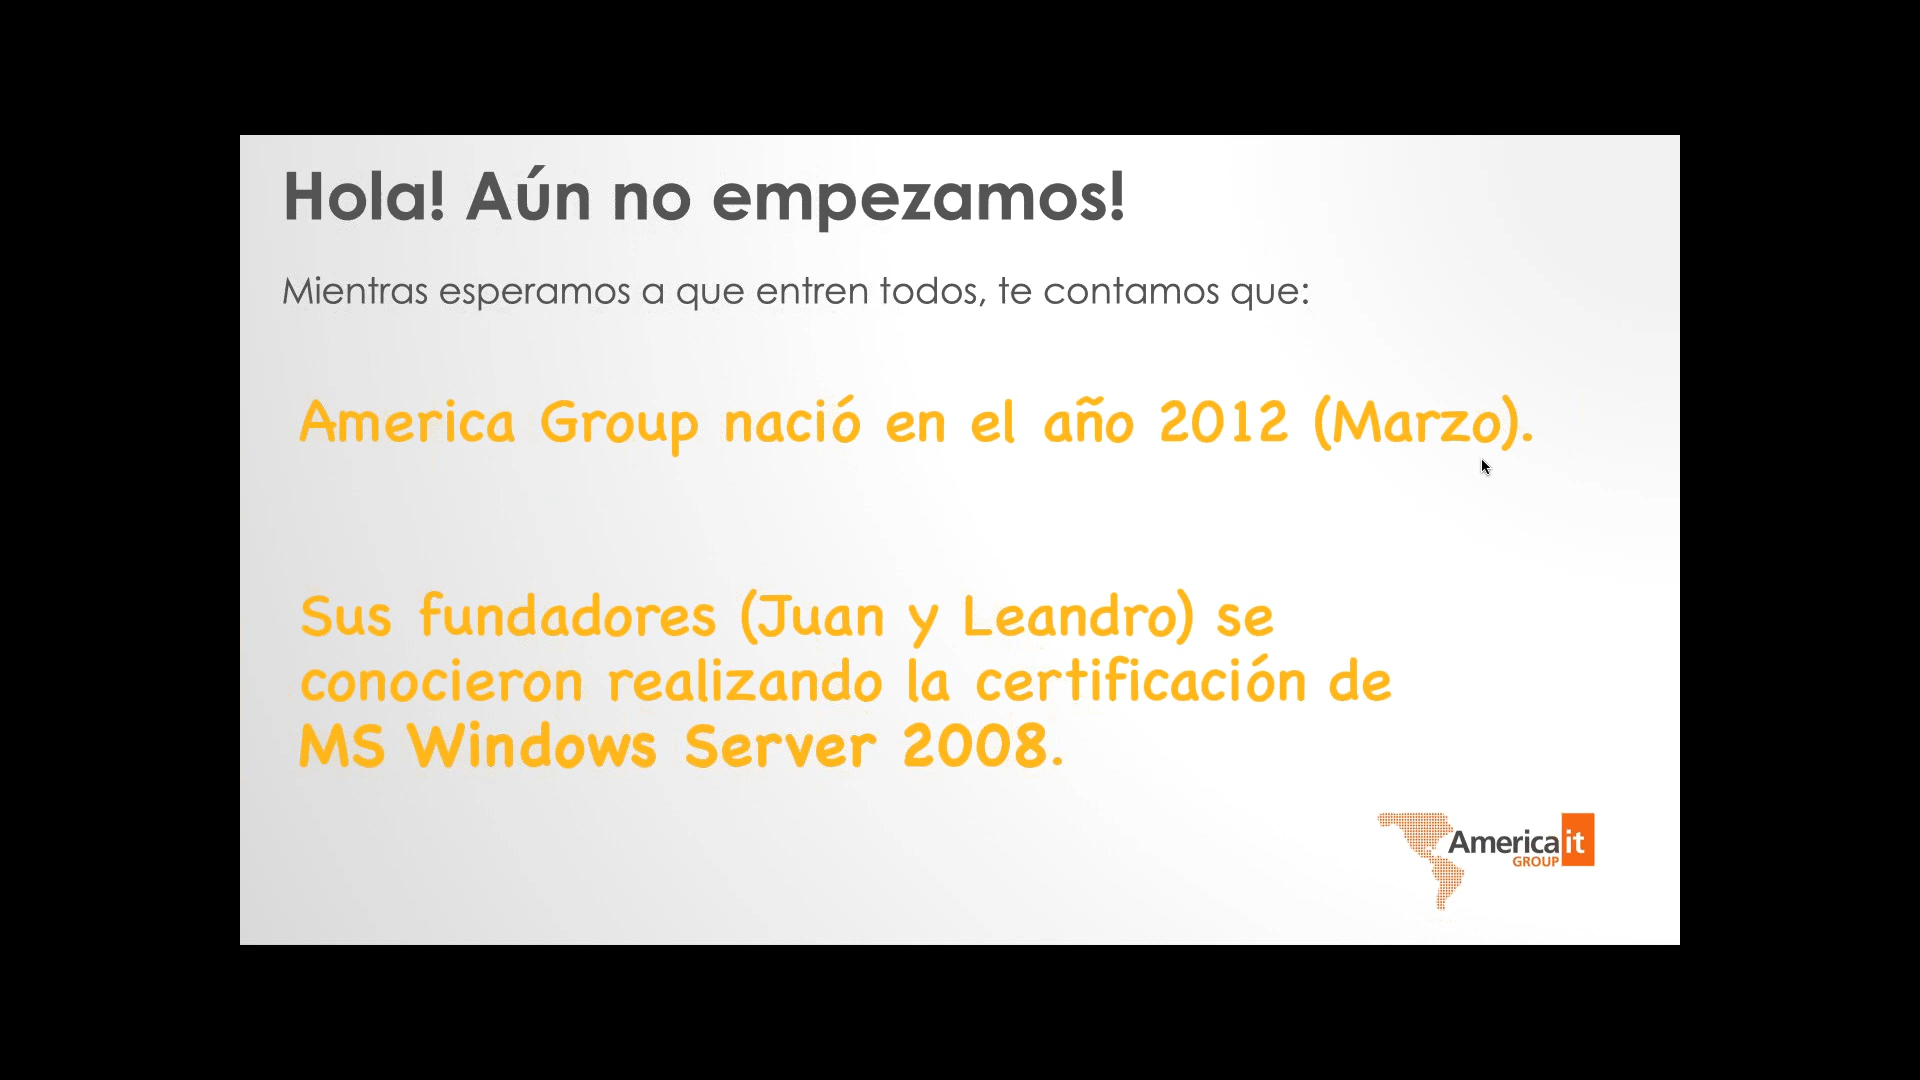 Hola! Aún no empezamos!
Mientras esperamos a que entren todos, te contamos que:
America Group nació en el año 2012 (Marzo).
Sus fundadores (Juan y Leandro) se
conocieron realizando la certificación de
MS Windows Server 2008.
America it
GROUP